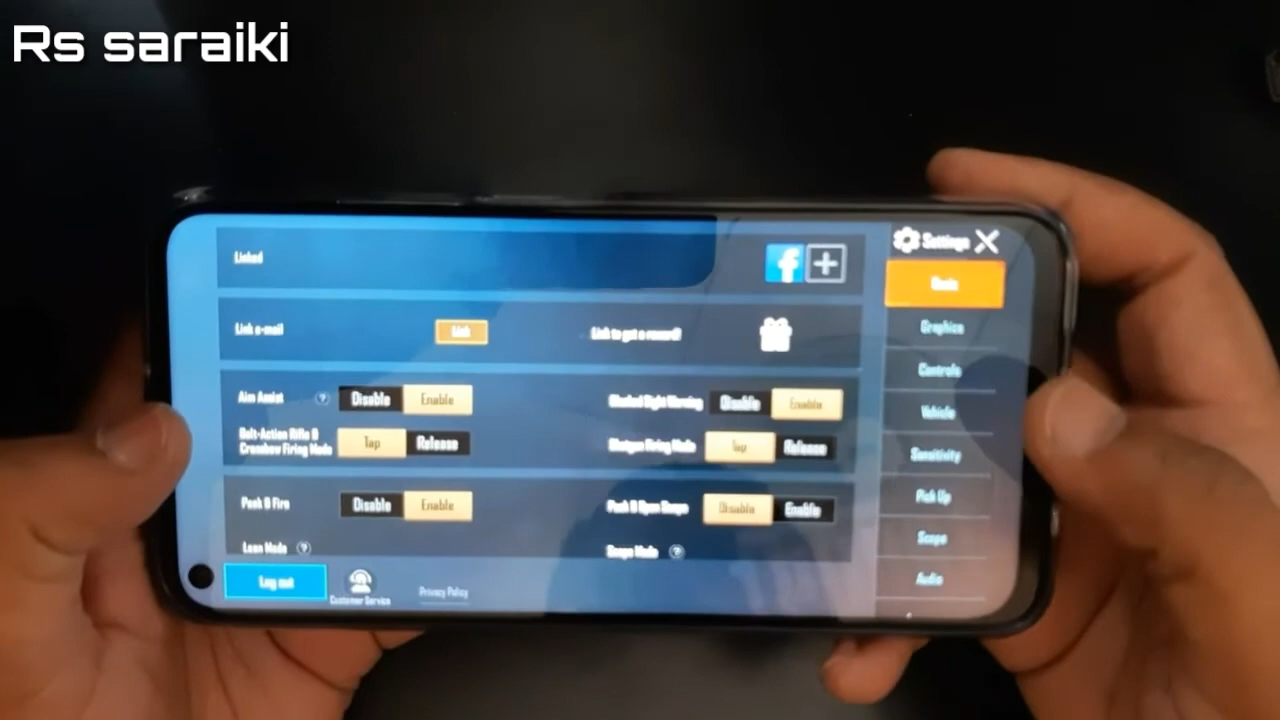 Rs saraiki
Settings
Linked
Basic
Link e-mail
Link
Link to get a reward!
Graphics
Controls
Aim Assist ? Disable Enable
Blocked Sight Warning Disable Enable
Vehicle
Bolt-Action Rifle &
Crossbow Firing Mode Tap Release
Shotgun Firing Mode Tap Release
Sensitivity
Peek & Fire Disable Enable
Peek & Open Scope Disable Enable
Pick Up
Scope
Lean Mode ?
Scope Mode ?
Audio
Log out
Customer Service
Privacy Policy